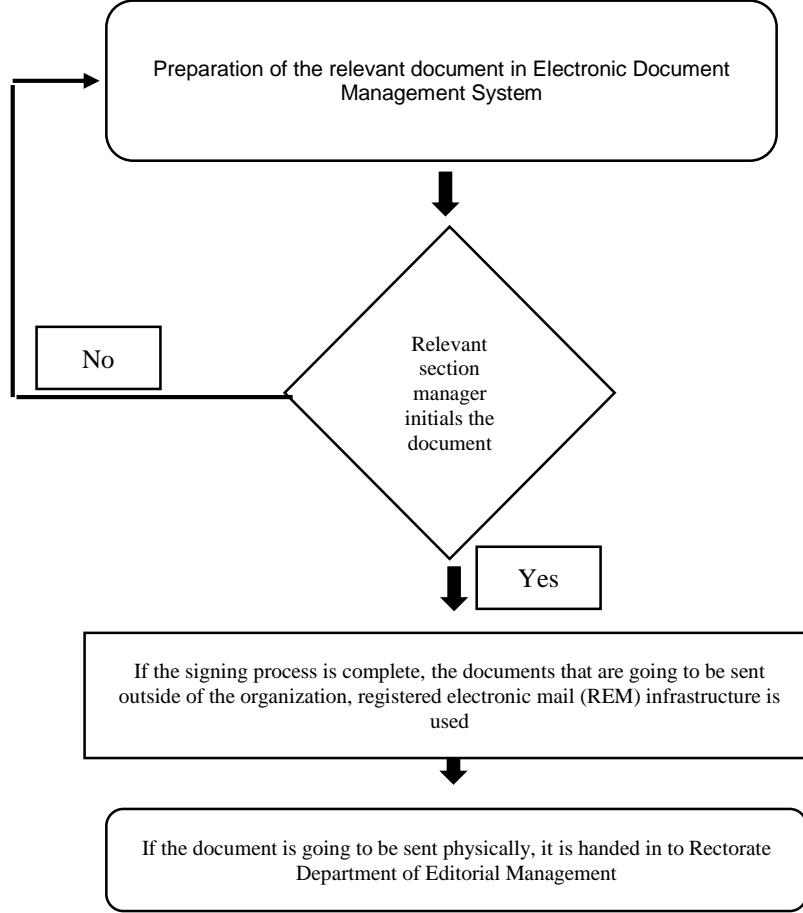 Preparation of the relevant document in Electronic Document
Management System
No
Relevant
section
manager
initials the
document
Yes
If the signing process is complete, the documents that are going to be sent
outside of the organization, registered electronic mail (REM) infrastructure is
used
If the document is going to be sent physically, it is handed in to Rectorate
Department of Editorial Management